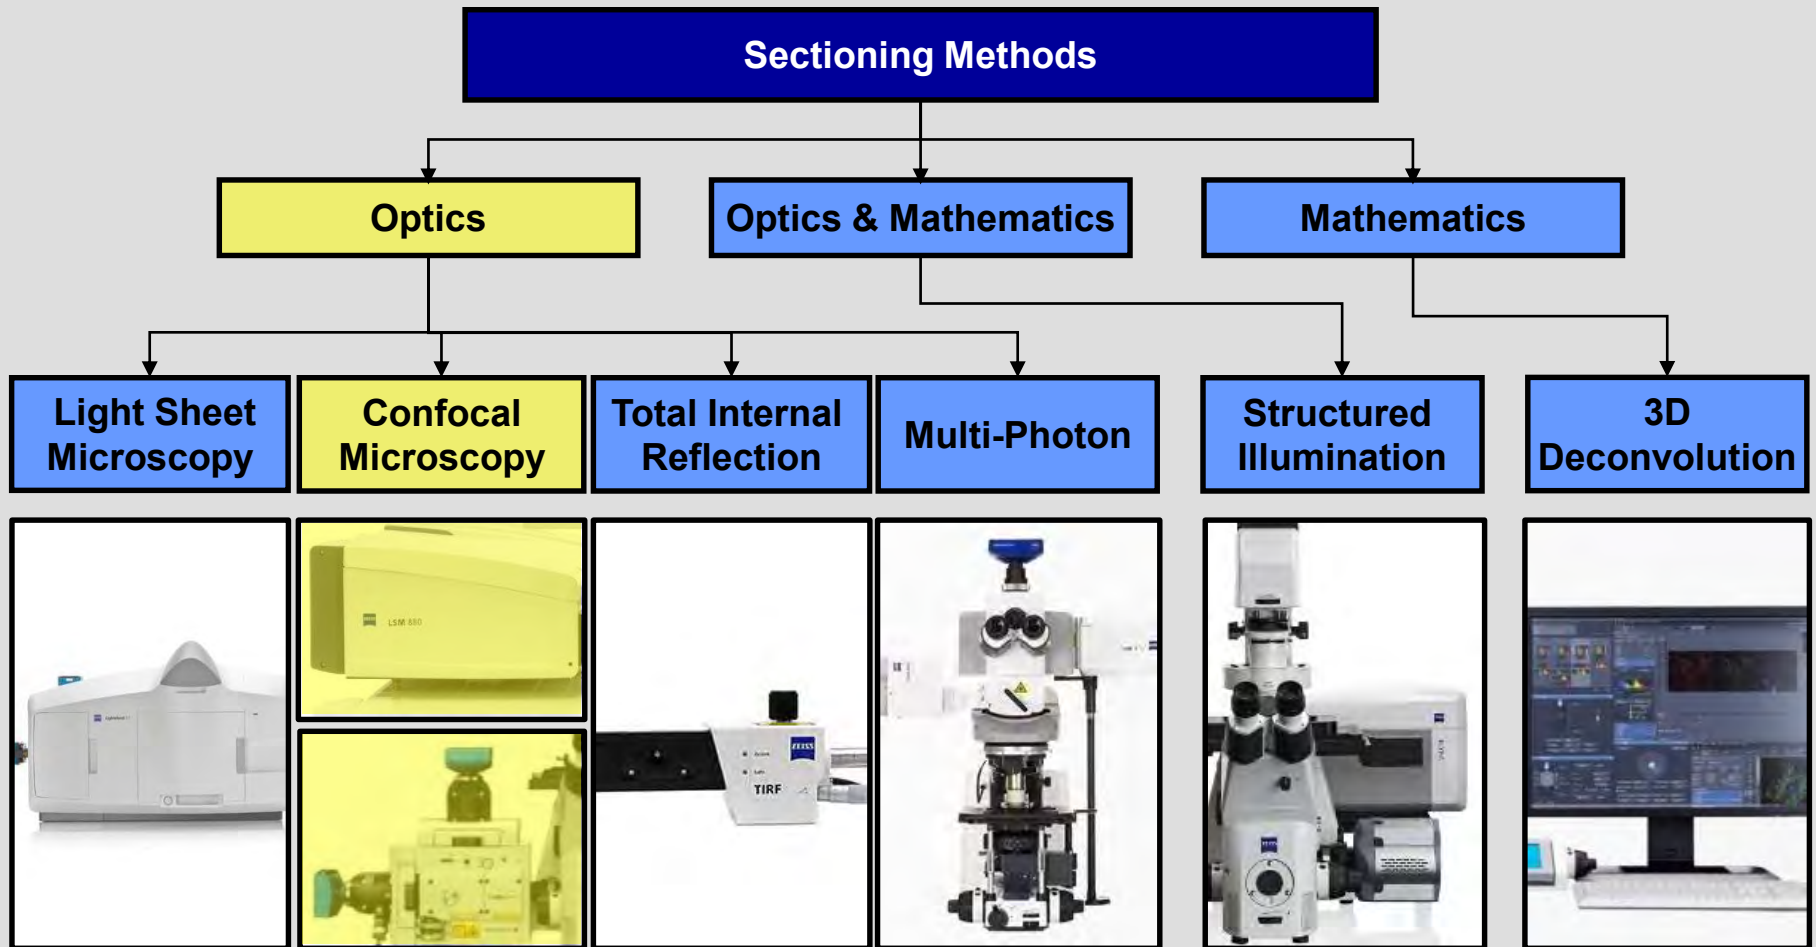 Sectioning Methods
Optics
Optics & Mathematics
Mathematics
Light Sheet
Microscopy
Confocal
Microscopy
Total Internal
Reflection
Multi-Photon
Structured
Illumination
3D
Deconvolution
LSM 880
ZEISS
TIRF